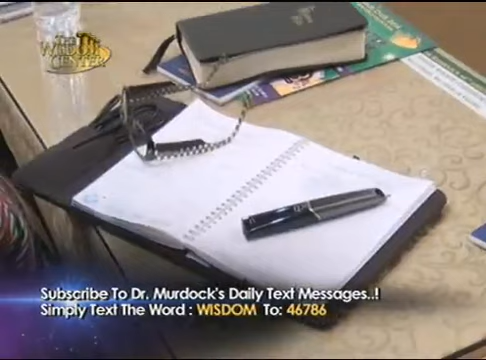 THE
WISDOM
CENTER
Subscribe To Dr. Murdock's Daily Text Messages..!
Simply Text The Word : WISDOM To: 46786